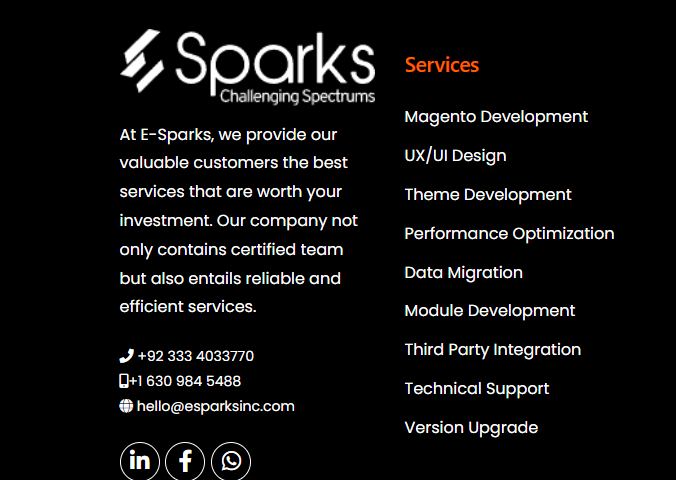 Sparks
Challenging Spectrums
At E-Sparks, we provide our
valuable customers the best
services that are worth your
investment. Our company not
only contains certified team
but also entails reliable and
efficient services.
+92 333 4033770
+1 630 984 5488
hello@esparksinc.com
in f
Services
Magento Development
UX/UI Design
Theme Development
Performance Optimization
Data Migration
Module Development
Third Party Integration
Technical Support
Version Upgrade